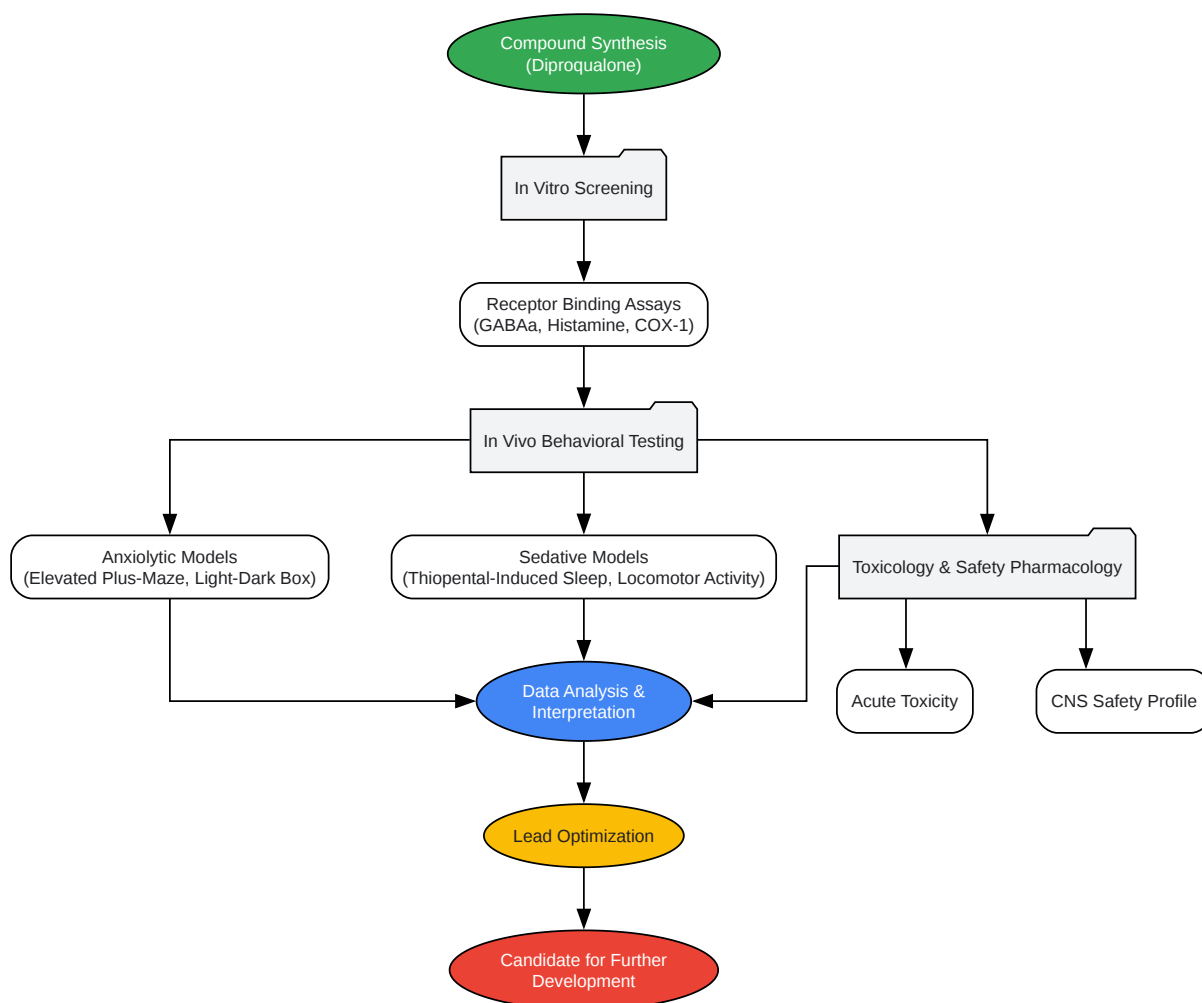 Compound Synthesis
(Diproqualone)
In Vitro Screening
Receptor Binding Assays
(GABAa, Histamine, COX-1)
In Vivo Behavioral Testing
Anxiolytic Models
(Elevated Plus-Maze, Light-Dark Box)
Sedative Models
(Thiopental-Induced Sleep, Locomotor Activity)
Toxicology & Safety Pharmacology
Data Analysis &
Interpretation
Acute Toxicity
CNS Safety Profile
Lead Optimization
Candidate for Further
Development